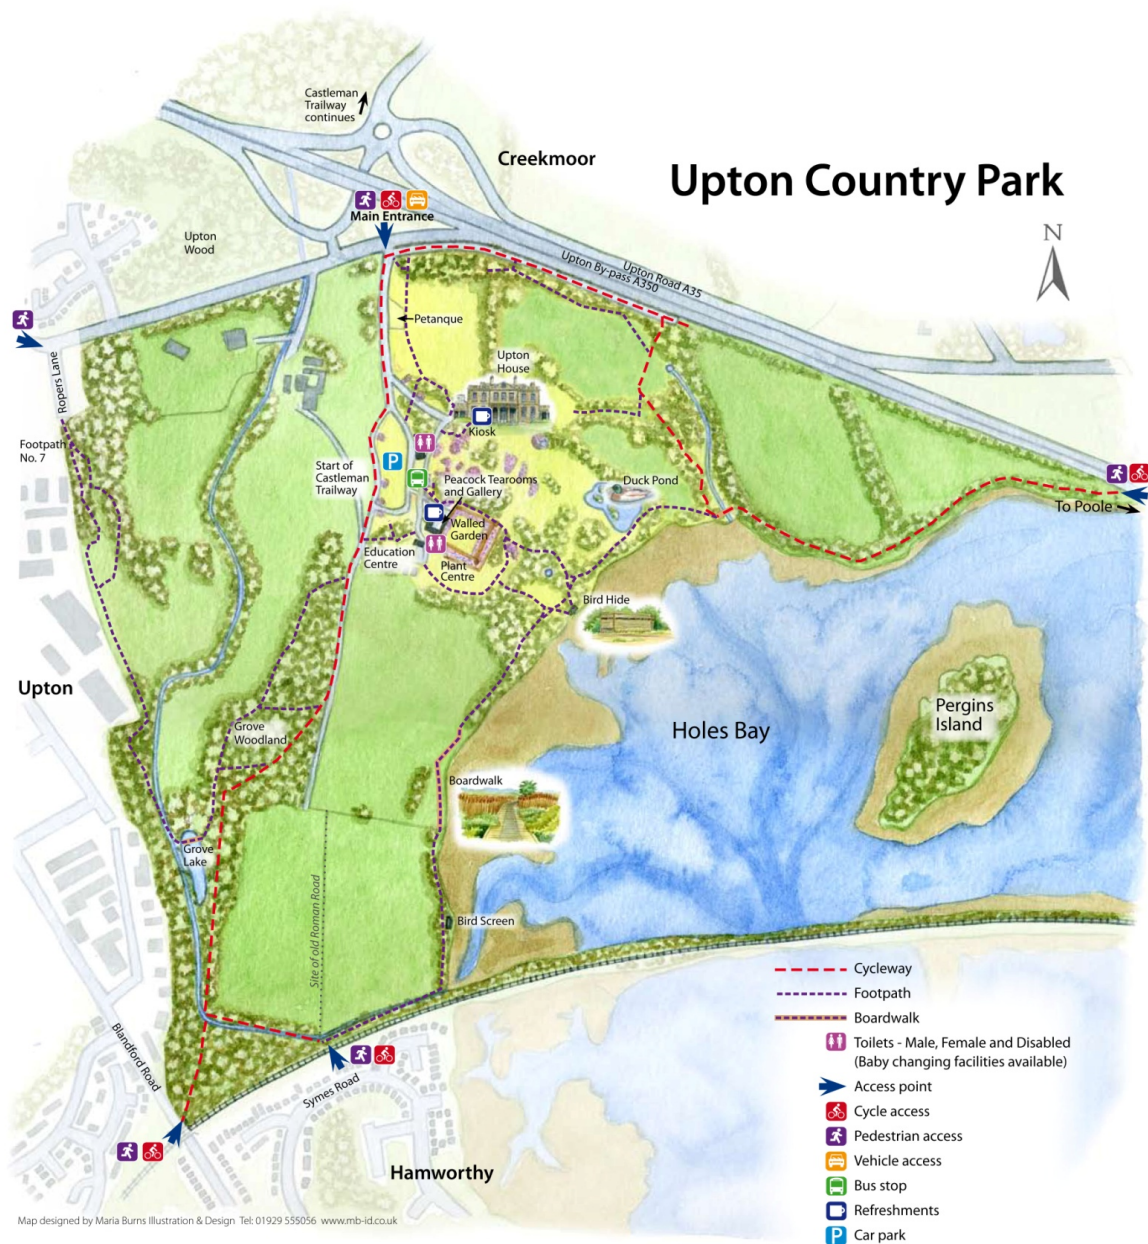 Upton Country Park
Castleman
Trailway
continues
Creekmoor
Main Entrance
Upton
Wood
N
Upton Road A35
Upton By-pass A350
Petanque
Ropers Lane
Upton
House
Kiosk
Footpath
No. 7
Start of
Castleman
Trailway
P
Peacock Tearooms
and Gallery
Duck Pond
To Poole
Walled
Garden
Education
Centre
Plant
Centre
Bird Hide
Upton
Grove
Woodland
Holes Bay
Pergins
Island
Boardwalk
Grove
Lake
Site of old Roman Road
Bird Screen
Blandford Road
Symes Road
Hamworthy
Cycleway
Footpath
Boardwalk
Toilets - Male, Female and Disabled
(Baby changing facilities available)
Access point
Cycle access
Pedestrian access
Vehicle access
Bus stop
Refreshments
P Car park
Map designed by Maria Burns Illustration & Design Tel: 01929 555056 www.mb-id.co.uk